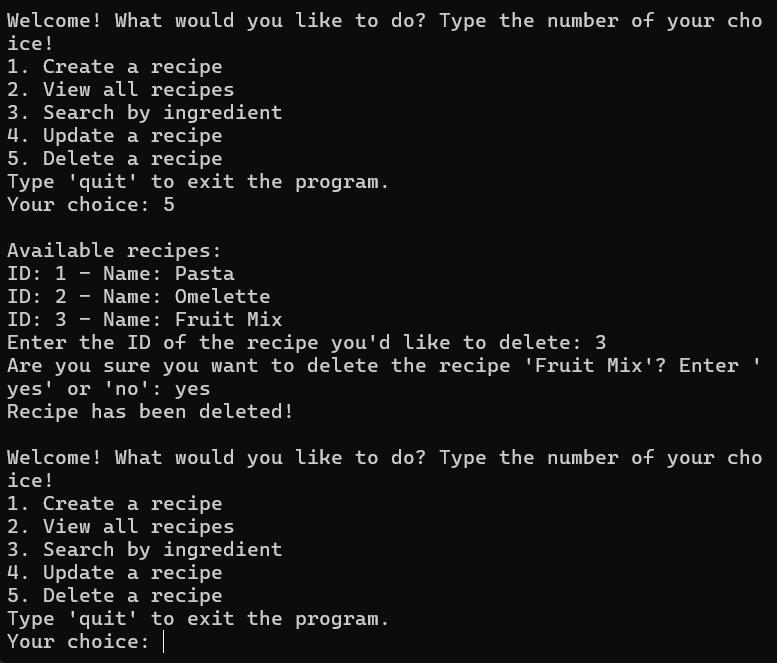 Welcome! What would you like to do? Type the number of your cho
ice!
1. Create a recipe
2. View all recipes
3. Search by ingredient
4. Update a recipe
5. Delete a recipe
Type 'quit' to exit the program.
Your choice: 5

Available recipes:
ID: 1 - Name: Pasta
ID: 2 - Name: Omelette
ID: 3 - Name: Fruit Mix
Enter the ID of the recipe you'd like to delete: 3
Are you sure you want to delete the recipe 'Fruit Mix'? Enter '
yes' or 'no': yes
Recipe has been deleted!

Welcome! What would you like to do? Type the number of your cho
ice!
1. Create a recipe
2. View all recipes
3. Search by ingredient
4. Update a recipe
5. Delete a recipe
Type 'quit' to exit the program.
Your choice: